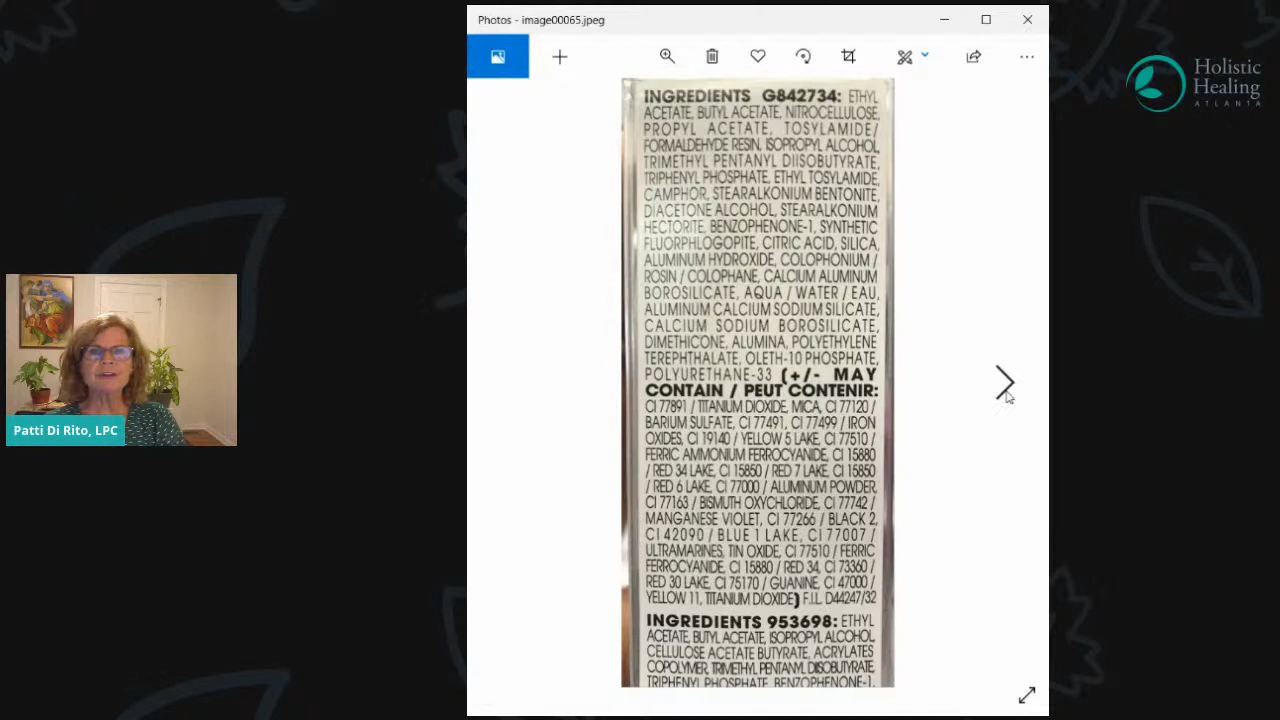 Photos - image00065.jpeg
Holistic
Healing
ATLANTA
INGREDIENTS G842734: ETHYL
ACETATE, BUTYL ACETATE, NITROCELLULOSE,
PROPYL ACETATE, TOSYLAMIDE/
FORMALDEHYDE RESIN, ISOPROPYL ALCOHOL,
TRIMETHYL PENTANYL DIISOBUTYRATE,
TRIPHENYL PHOSPHATE, ETHYL TOSYLAMIDE,
CAMPHOR, STEARALKONIUM BENTONITE,
DIACETONE ALCOHOL, STEARALKONIUM
HECTORITE, BENZOPHENONE-1, SYNTHETIC
FLUORPHLOGOPITE, CITRIC ACID, SILICA,
ALUMINUM HYDROXIDE, COLOPHONIUM /
ROSIN / COLOPHANE, CALCIUM ALUMINUM
BOROSILICATE, AQUA / WATER / EAU,
ALUMINUM CALCIUM SODIUM SILICATE,
CALCIUM SODIUM BOROSILICATE,
DIMETHICONE, ALUMINA, POLYETHYLENE
TEREPHTHALATE, OLETH-10 PHOSPHATE,
POLYURETHANE-33 (+/- MAY
CONTAIN / PEUT CONTENIR:
CI 77891 / TITANIUM DIOXIDE, MICA, CI 77120 /
BARIUM SULFATE, CI 77491, CI 77499 / IRON
OXIDES, CI 19140 / YELLOW 5 LAKE, CI 77510 /
FERRIC AMMONIUM FERROCYANIDE, CI 15880
/ RED 34 LAKE, CI 15850 / RED 7 LAKE, CI 15850
/ RED 6 LAKE, CI 77000 / ALUMINUM POWDER,
CI 77163 / BISMUTH OXYCHLORIDE, CI 77742 /
MANGANESE VIOLET, CI 77266 / BLACK 2,
CI 42090 / BLUE 1 LAKE, CI 77007 /
ULTRAMARINES, TIN OXIDE, CI 77510 / FERRIC
FERROCYANIDE, CI 15880 / RED 34, CI 73360 /
RED 30 LAKE, CI 75170 / GUANINE, CI 47000 /
YELLOW 11, TITANIUM DIOXIDE) F.I.L. D44247/32
INGREDIENTS 953698: ETHYL
ACETATE, BUTYL ACETATE, ISOPROPYL ALCOHOL,
CELLULOSE ACETATE BUTYRATE, ACRYLATES
COPOLYMER, TRIMETHYL PENTANYL DIISOBUTYRATE,
TRIPHENYL PHOSPHATE, BENZOPHENONE-1,
Patti Di Rito, LPC